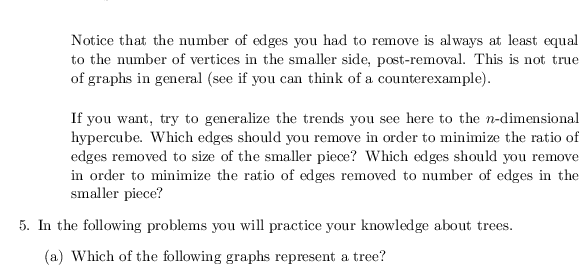 Notice that the number of edges you had to remove is always at least equal
to the number of vertices in the smaller side, post-removal. This is not true
of graphs in general (see if you can think of a counterexample).
If you want, try to generalize the trends you see here to the n-dimensional
hypercube. Which edges should you remove in order to minimize the ratio of
edges removed to size of the smaller piece? Which edges should you remove
in order to minimize the ratio of edges removed to number of edges in the
smaller piece?
5. In the following problems you will practice your knowledge about trees.
(a) Which of the following graphs represent a tree?